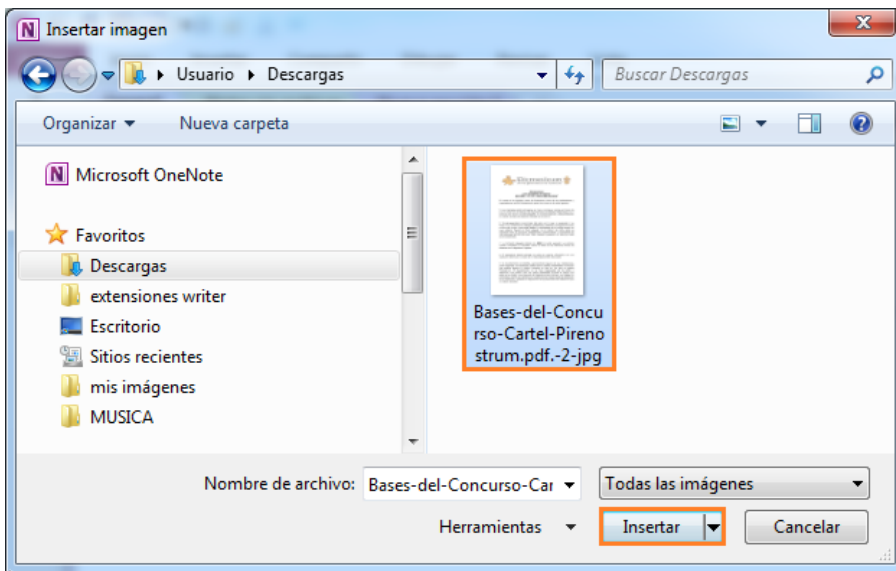 Insertar imagen
Usuario Descargas
Buscar Descargas
Organizar Nueva carpeta
Microsoft OneNote
Favoritos
Descargas
extensiones writer
Escritorio
Sitios recientes
mis imágenes
MUSICA
Bases-del-Concu
rso-Cartel-Pireno
strum.pdf.-2-jpg
Nombre de archivo: Bases-del-Concurso-Car Todas las imágenes
Herramientas Insertar Cancelar